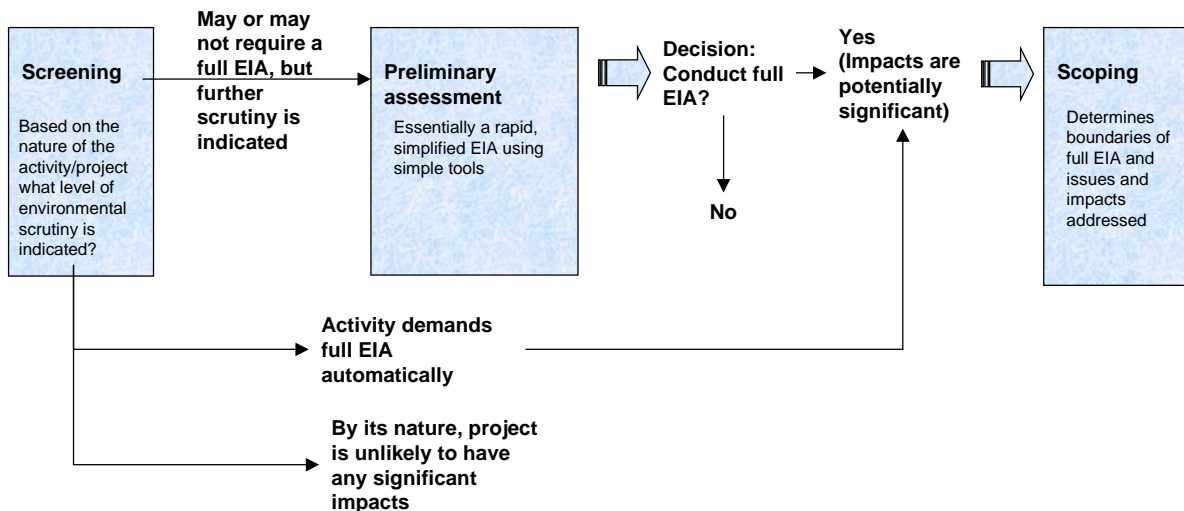 Screening
Based on the
nature of the
activity/project
what level of
environmental
scrutiny is
indicated?
May or may
not require a
full EIA, but
further
scrutiny is
indicated
Preliminary
assessment
Essentially a rapid,
simplified EIA using
simple tools
Decision:
Conduct full
EIA?
No
Yes
(Impacts are
potentially
significant)
Scoping
Determines
boundaries of
full EIA and
issues and
impacts
addressed
Activity demands
full EIA
automatically
By its nature, project
is unlikely to have
any significant
impacts